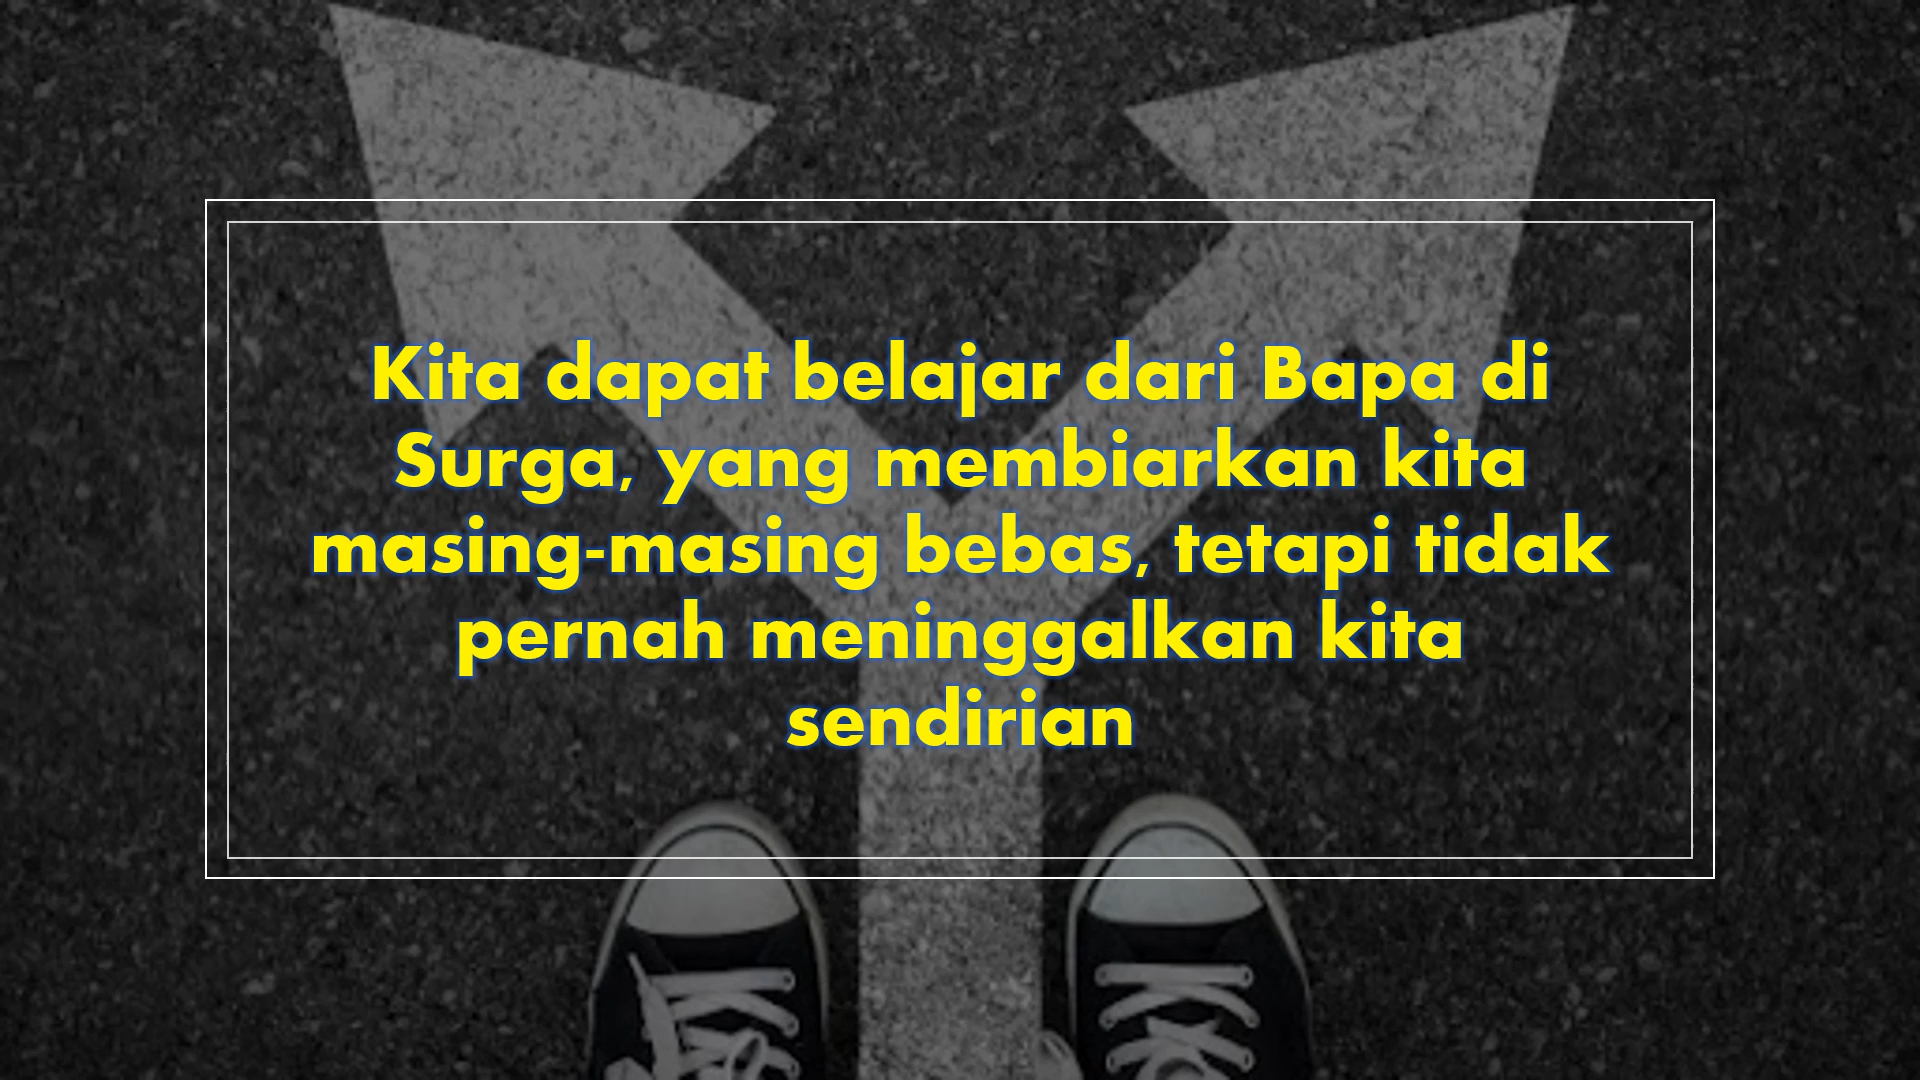 Kita dapat belajar dari Bapa di
Surga, yang membiarkan kita
masing-masing bebas, tetapi tidak
pernah meninggalkan kita
sendirian